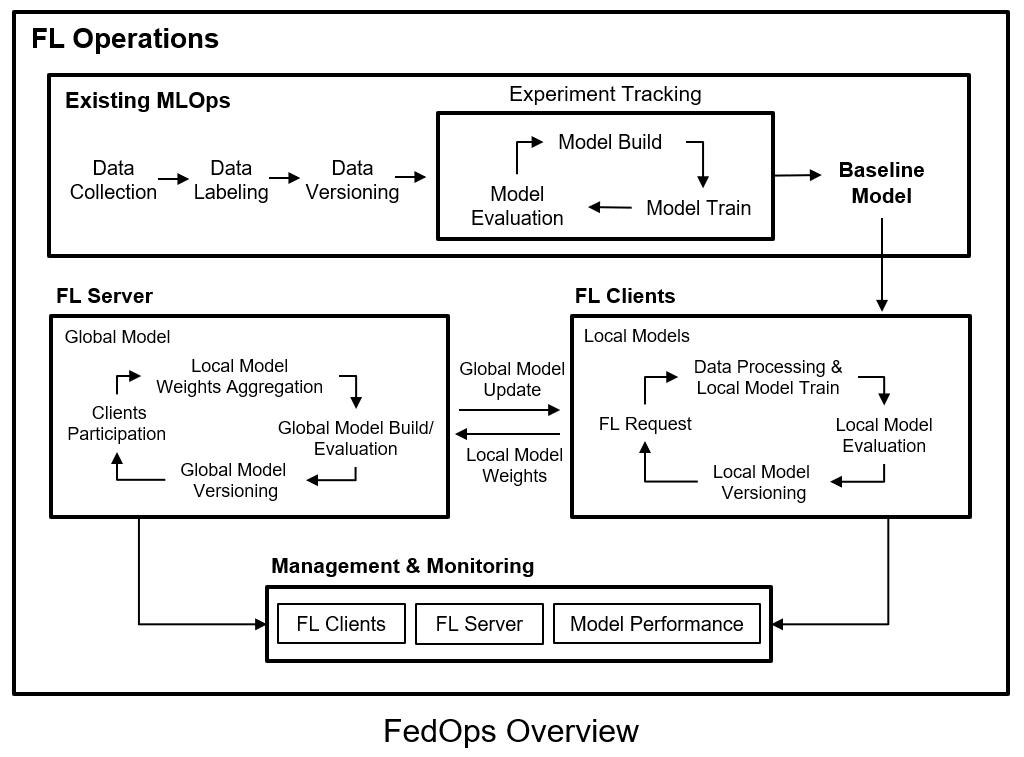 FL Operations
Existing MLOps
Experiment Tracking
Data
Collection
Data
Labeling
Data
Versioning
Model Build
Model
Evaluation
Model Train
Baseline
Model
FL Server
Global Model
Local Model
Weights Aggregation
Clients
Participation
Global Model Build/
Evaluation
Global Model
Versioning
Global Model
Update
Local Model
Weights
FL Clients
Local Models
Data Processing &
Local Model Train
FL Request
Local Model
Evaluation
Local Model
Versioning
Management & Monitoring
FL Clients
FL Server
Model Performance
FedOps Overview